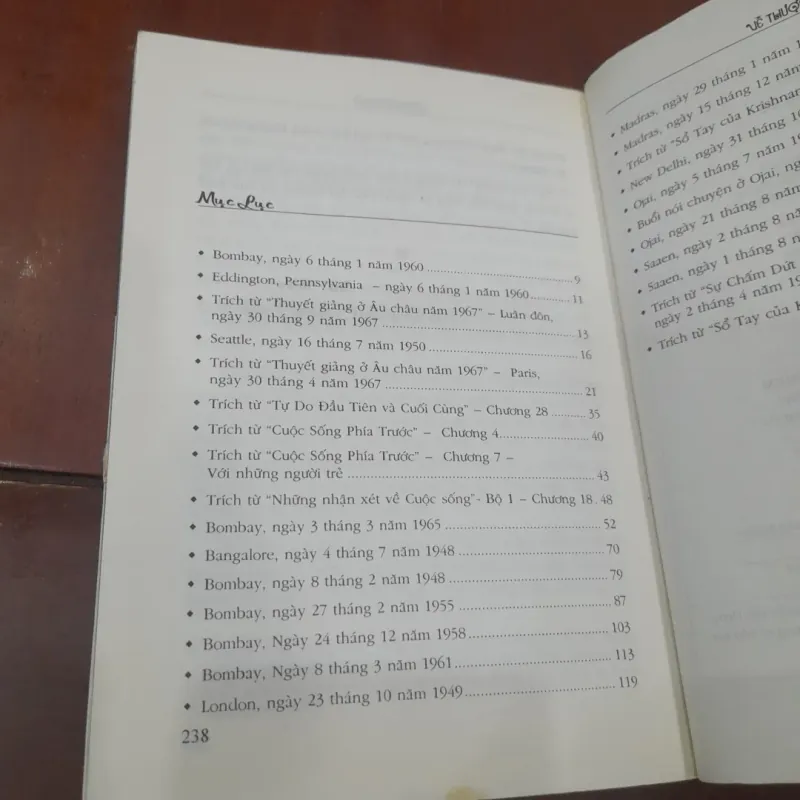 Mục Lục
• Bombay, ngày 6 tháng 1 năm 1960 ........ 9
• Eddington, Pennsylvania – ngày 6 tháng 1 năm 1960 ........ 11
• Trích từ "Thuyết giảng ở Âu châu năm 1967" – Luân đôn,
ngày 30 tháng 9 năm 1967 ........ 13
• Seattle, ngày 16 tháng 7 năm 1950 ........ 16
• Trích từ "Thuyết giảng ở Âu châu năm 1967" – Paris,
ngày 30 tháng 4 năm 1967 ........ 21
• Trích từ "Tự Do Đầu Tiên và Cuối Cùng" – Chương 28 ........ 35
• Trích từ "Cuộc Sống Phía Trước" – Chương 4 ........ 40
• Trích từ "Cuộc Sống Phía Trước" – Chương 7 –
Với những người trẻ ........ 43
• Trích từ "Những nhận xét về Cuộc sống"- Bộ 1 – Chương 18 . 48
• Bombay, ngày 3 tháng 3 năm 1965 ........ 52
• Bangalore, ngày 4 tháng 7 năm 1948 ........ 70
• Bombay, ngày 8 tháng 2 năm 1948 ........ 79
• Bombay, ngày 27 tháng 2 năm 1955 ........ 87
• Bombay, Ngày 24 tháng 12 năm 1958 ........ 103
• Bombay, Ngày 8 tháng 3 năm 1961 ........ 113
• London, ngày 23 tháng 10 năm 1949 ........ 119
238
VỀ
• Madras, ngày 29 tháng 1 năm
• Madras, ngày 15 tháng 12 năm
• Trích từ "Sổ Tay của
• New Delhi, ngày 31 tháng
• Ojai, ngày 5 tháng 7 năm
• Buổi nói chuyện ở Ojai,
• Ojai, ngày 21 tháng 8 năm
• Saaen, ngày 2 tháng 8
• Saaen, ngày 1 tháng 8
• Trích từ "Sự Chấm Dứt
ngày 2 tháng 4 năm
• Trích từ "Sổ Tay của